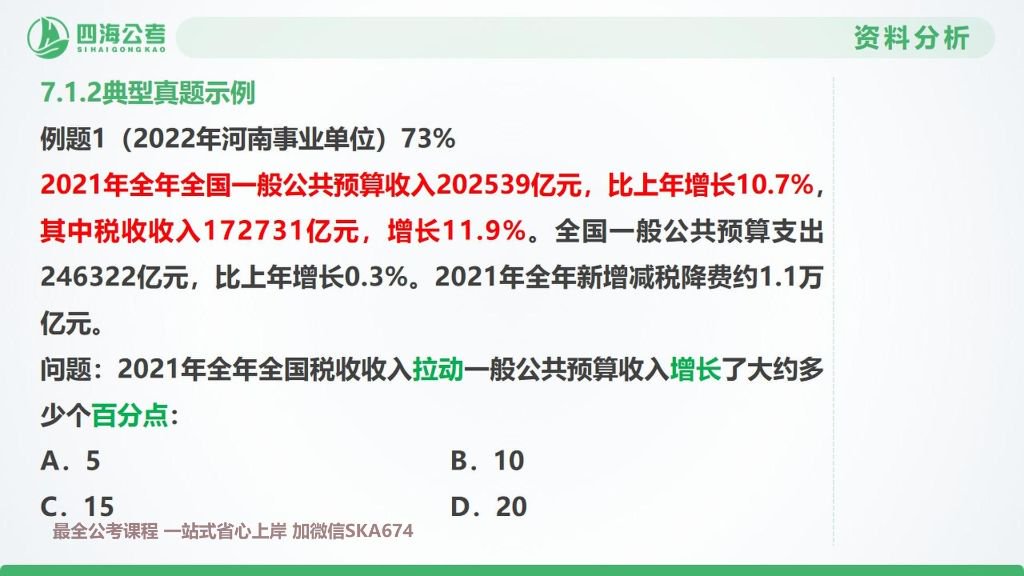 四海公考
SIHAIGONGKAO
资料分析
7.1.2典型真题示例
例题1（2022年河南事业单位）73%
2021年全年全国一般公共预算收入202539亿元，比上年增长10.7%，
其中税收收入172731亿元，增长11.9%。全国一般公共预算支出
246322亿元，比上年增长0.3%。2021年全年新增减税降费约1.1万
亿元。
问题：2021年全年全国税收收入拉动一般公共预算收入增长了大约多
少个百分点：
A．5 B．10
C．15 D．20
最全公考课程 一站式省心上岸 加微信SKA674